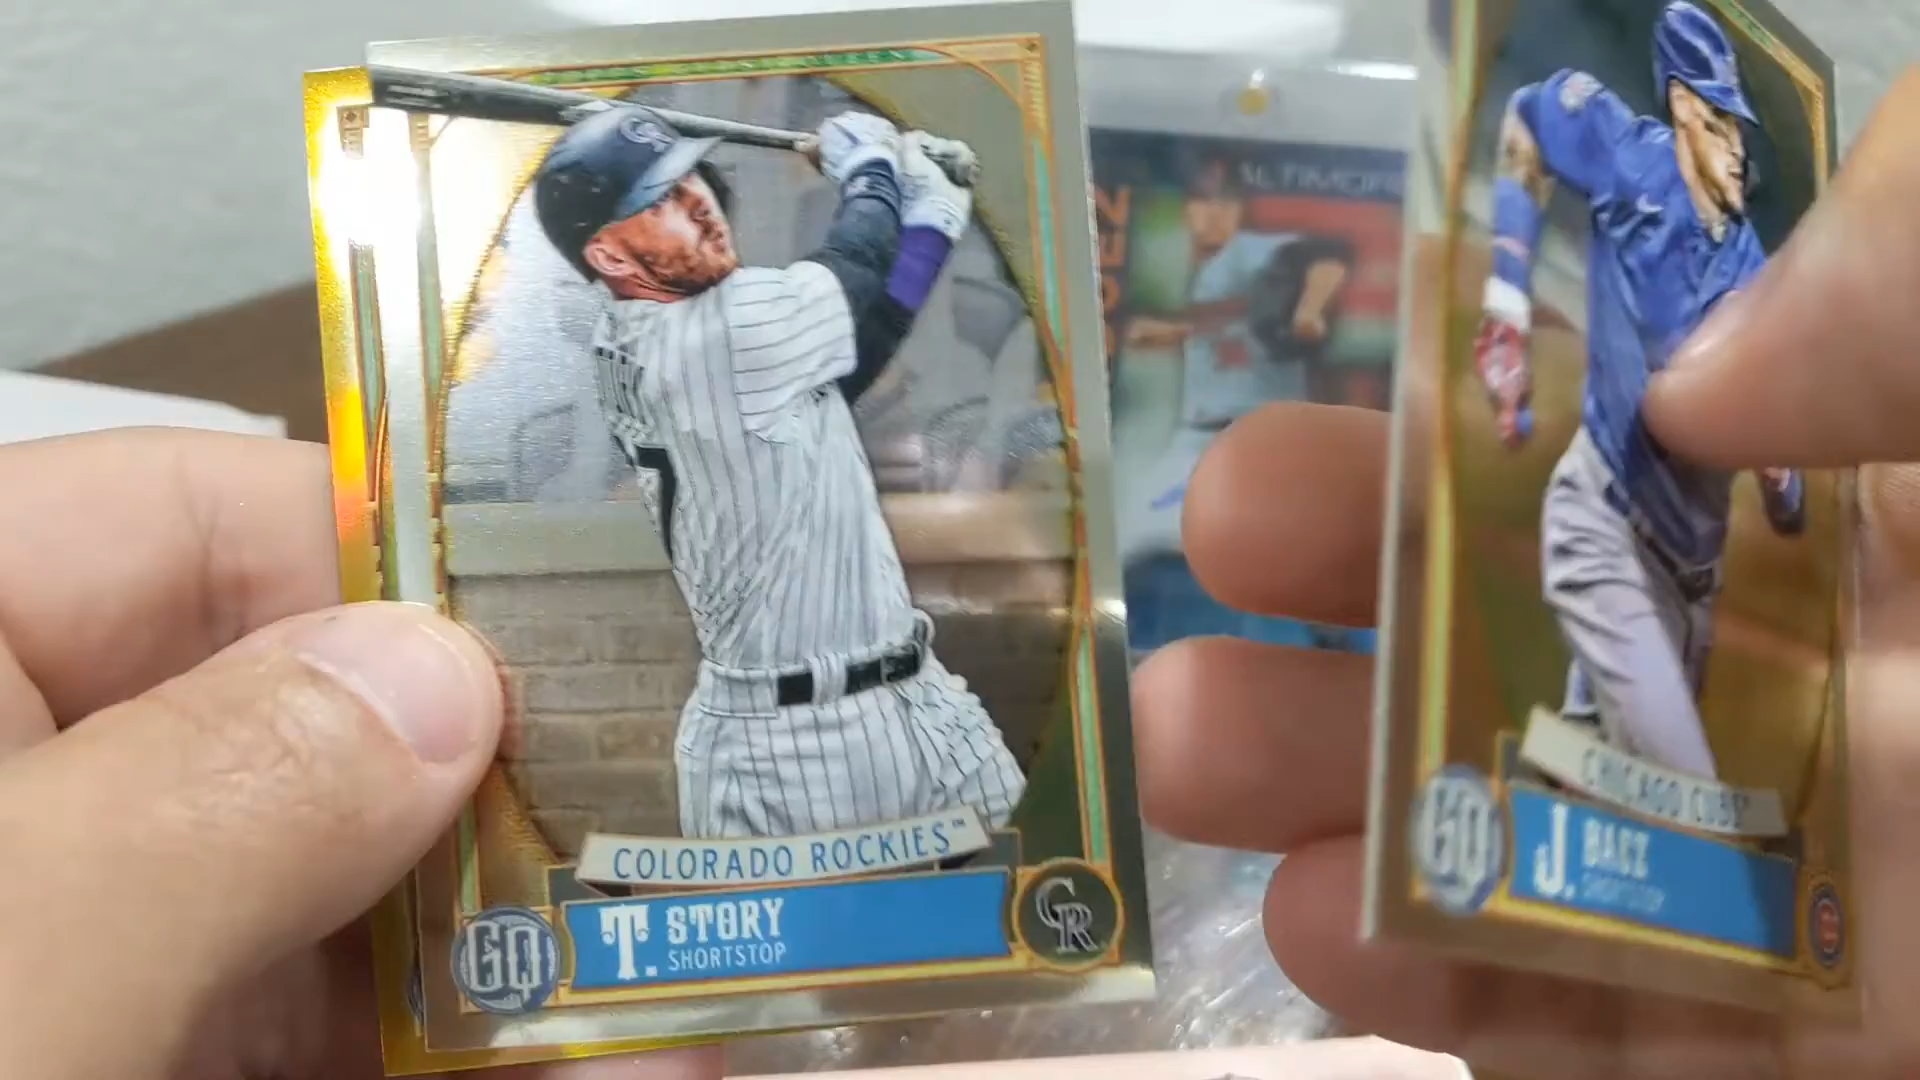 COLORADO ROCKIES™
T. STORY
SHORTSTOP
GQ
CR
CHICAGO CUBS
J. BAEZ
SHORTSTOP
GQ